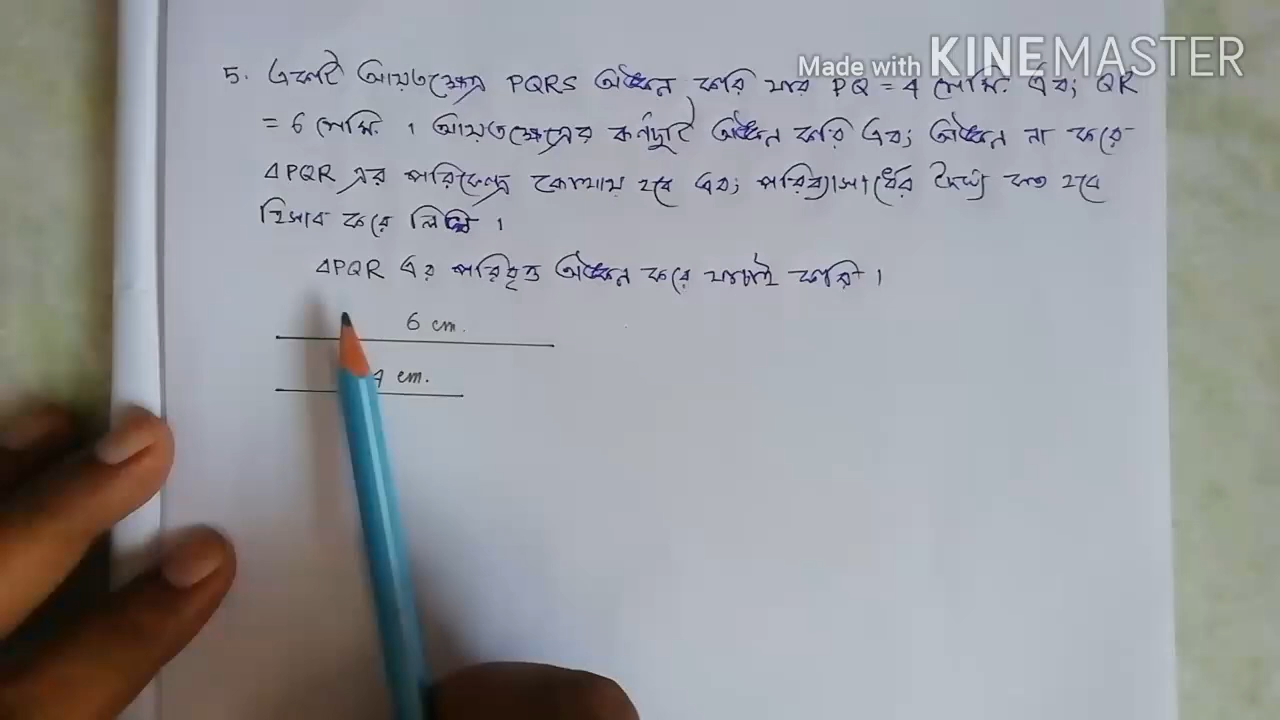 Made with KINEMASTER
5. একটি আয়তক্ষেত্র PQRS অঙ্কন করি যার PQ = 4 সেমি. এবং QR
= 6 সেমি. । আয়তক্ষেত্রের কর্ণদুটি অঙ্কন করি এবং অঙ্কন না করে
ΔPQR এর পরিকেন্দ্র কোথায় হবে এবং পরিব্যাসার্ধের দৈর্ঘ্য কত হবে
হিসাব করে লিখি ।
ΔPQR এর পরিবৃত্ত অঙ্কন করে যাচাই করি ।
6 cm.
4 cm.